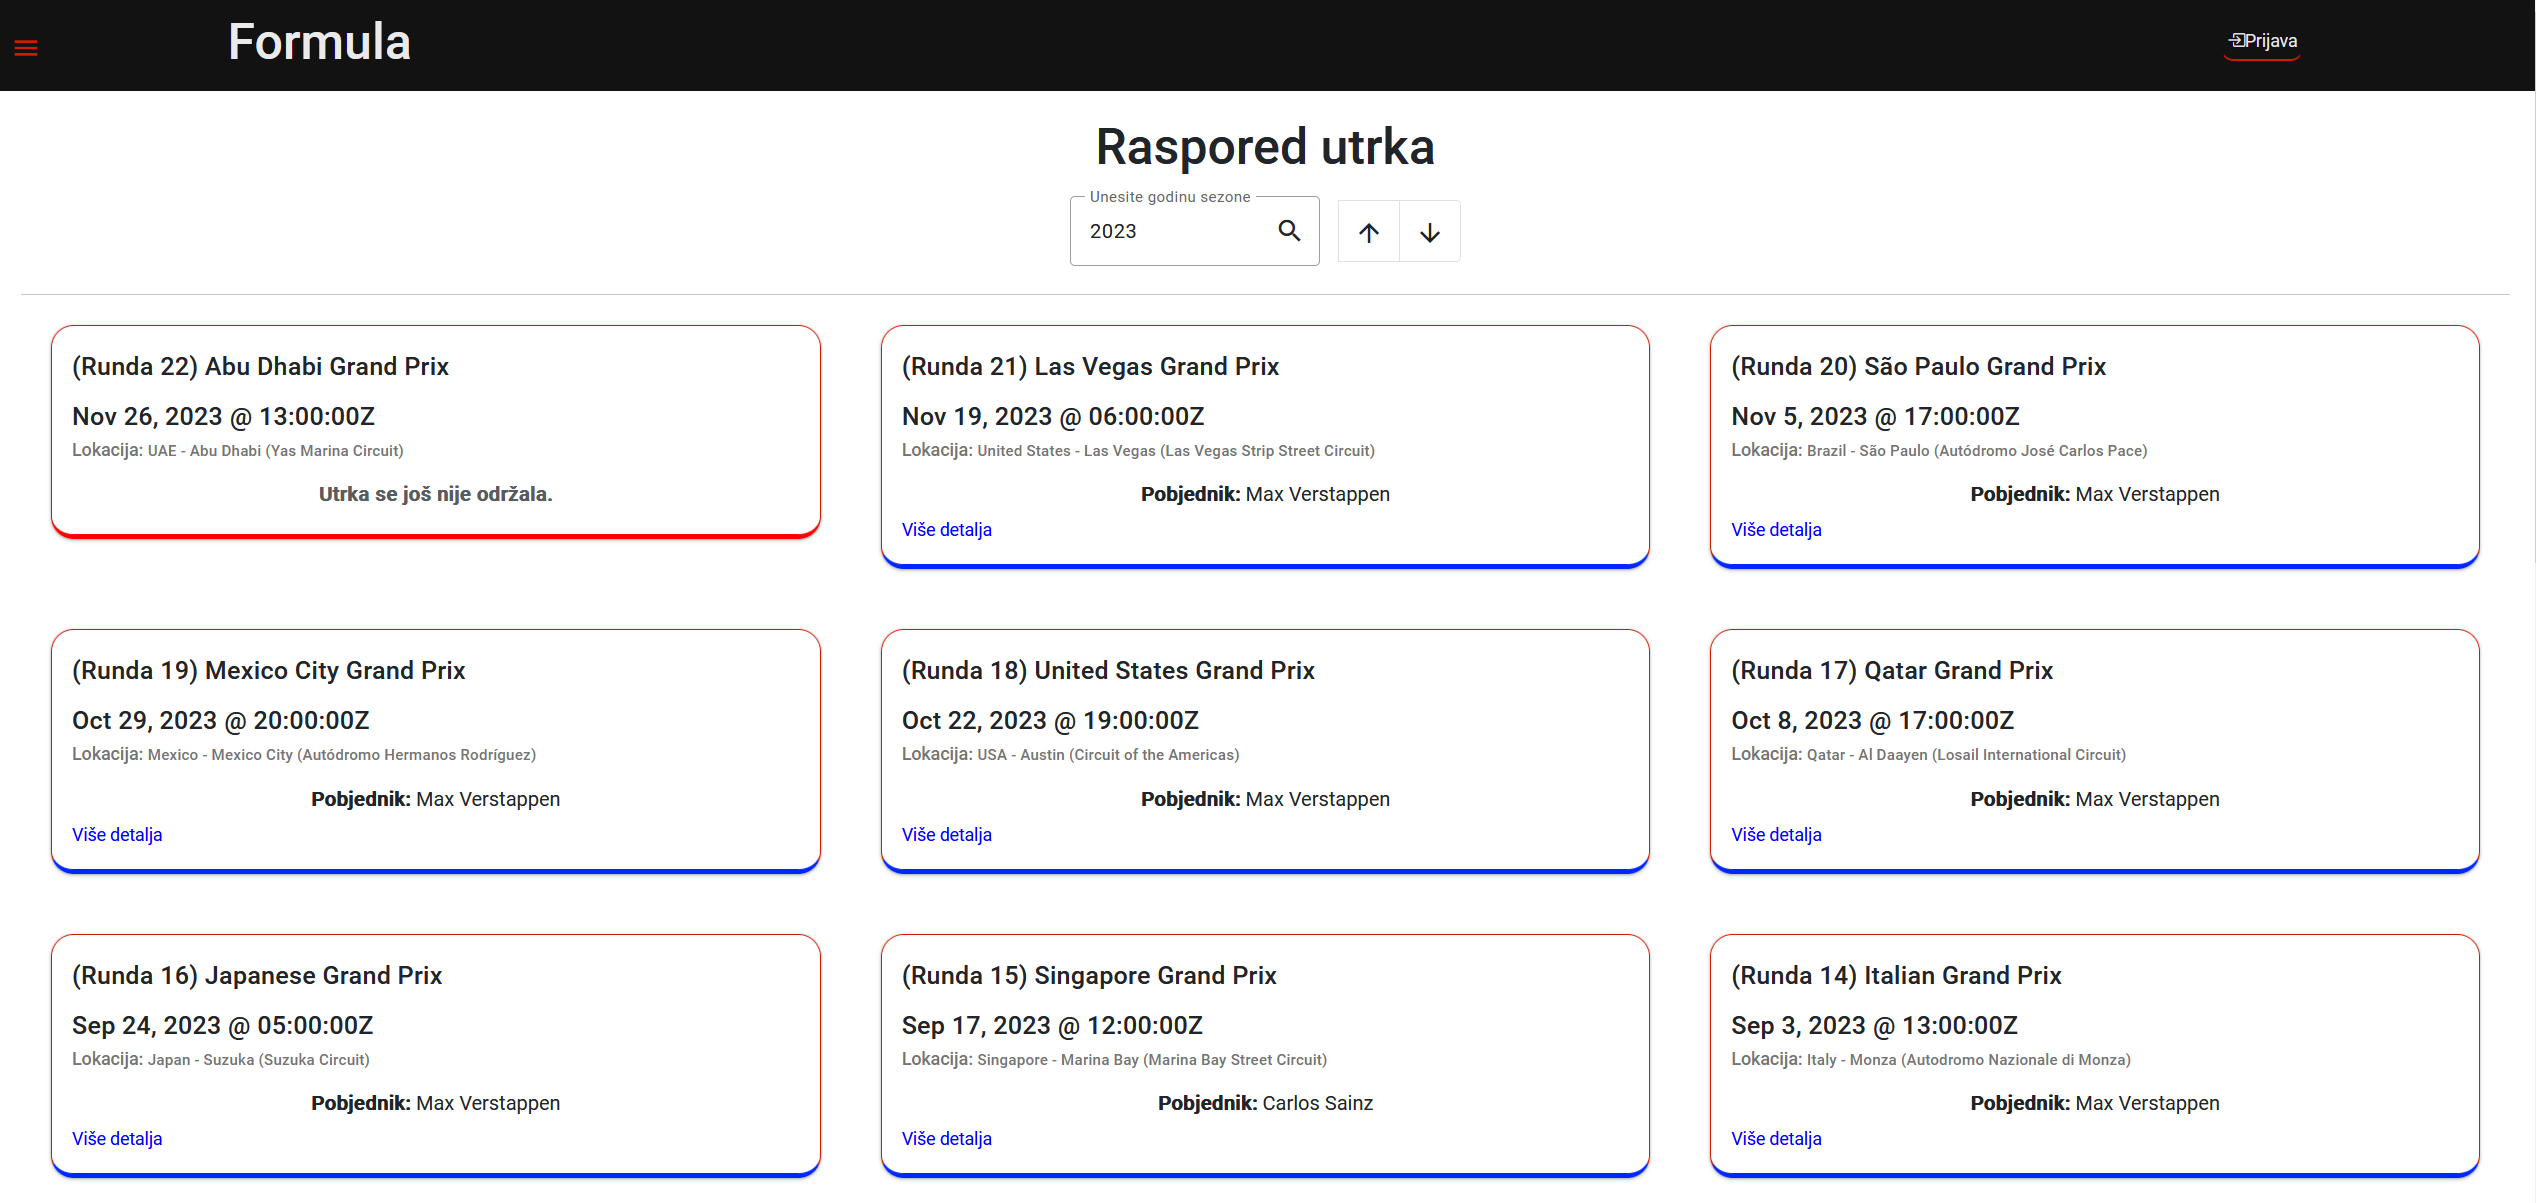 Formula
Prijava
Raspored utrka
Unesite godinu sezone
2023
(Runda 22) Abu Dhabi Grand Prix
Nov 26, 2023 @ 13:00:00Z
Lokacija: UAE - Abu Dhabi (Yas Marina Circuit)
Utrka se još nije održala.
(Runda 21) Las Vegas Grand Prix
Nov 19, 2023 @ 06:00:00Z
Lokacija: United States - Las Vegas (Las Vegas Strip Street Circuit)
Pobjednik: Max Verstappen
Više detalja
(Runda 20) São Paulo Grand Prix
Nov 5, 2023 @ 17:00:00Z
Lokacija: Brazil - São Paulo (Autódromo José Carlos Pace)
Pobjednik: Max Verstappen
Više detalja
(Runda 19) Mexico City Grand Prix
Oct 29, 2023 @ 20:00:00Z
Lokacija: Mexico - Mexico City (Autódromo Hermanos Rodríguez)
Pobjednik: Max Verstappen
Više detalja
(Runda 18) United States Grand Prix
Oct 22, 2023 @ 19:00:00Z
Lokacija: USA - Austin (Circuit of the Americas)
Pobjednik: Max Verstappen
Više detalja
(Runda 17) Qatar Grand Prix
Oct 8, 2023 @ 17:00:00Z
Lokacija: Qatar - Al Daayen (Losail International Circuit)
Pobjednik: Max Verstappen
Više detalja
(Runda 16) Japanese Grand Prix
Sep 24, 2023 @ 05:00:00Z
Lokacija: Japan - Suzuka (Suzuka Circuit)
Pobjednik: Max Verstappen
Više detalja
(Runda 15) Singapore Grand Prix
Sep 17, 2023 @ 12:00:00Z
Lokacija: Singapore - Marina Bay (Marina Bay Street Circuit)
Pobjednik: Carlos Sainz
Više detalja
(Runda 14) Italian Grand Prix
Sep 3, 2023 @ 13:00:00Z
Lokacija: Italy - Monza (Autodromo Nazionale di Monza)
Pobjednik: Max Verstappen
Više detalja